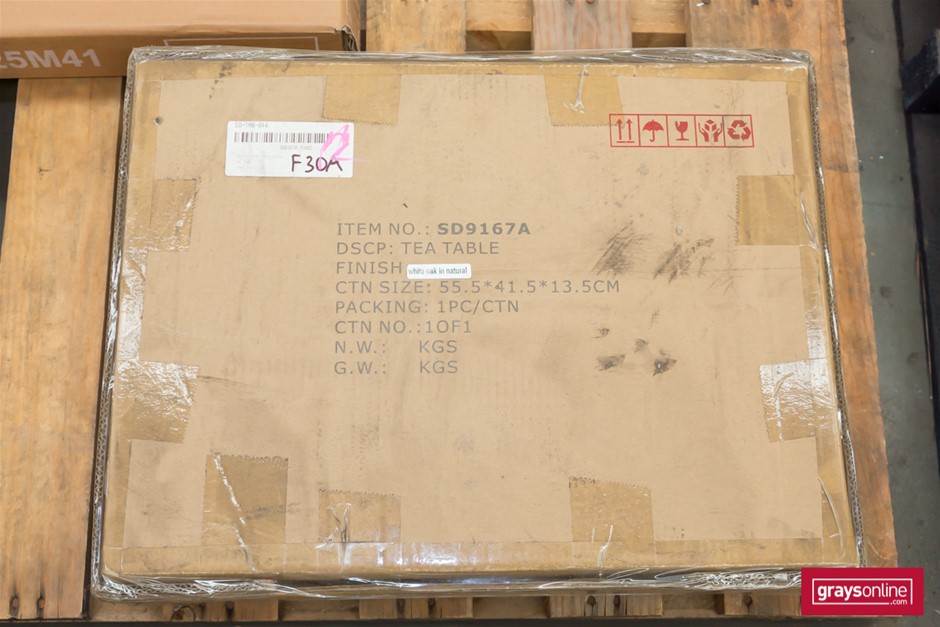 25M41
F30A
ITEM NO.: SD9167A
DSCP: TEA TABLE
FINISH white oak in natural
CTN SIZE: 55.5*41.5*13.5CM
PACKING: 1PC/CTN
CTN NO.:1OF1
N.W.: KGS
G.W.: KGS
graysonline
.com